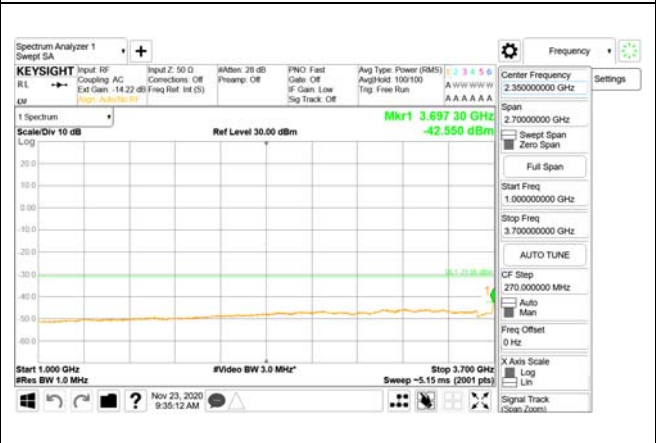 Spectrum Analyzer 1
Swept SA
+
Frequency
KEYSIGHT
RL
Input: RF
Coupling: AC
Ext Gain: -14.22 dB
Align: Auto/No RF
Input Z: 50 Ω
Corrections: Off
Freq Ref: Int (S)
#Atten: 28 dB
Preamp: Off
PNO: Fast
Gate: Off
IF Gain: Low
Sig Track: Off
Avg Type: Power (RMS)
Avg|Hold: 100/100
Trig: Free Run
1 2 3 4 5 6
A W W W W W
A A A A A A
1 Spectrum
Scale/Div 10 dB
Ref Level 30.00 dBm
Mkr1 3.697 30 GHz
-42.550 dBm
Log
20.0
10.0
0.00
-10.0
-20.0
-30.0
-40.0
-50.0
-60.0
1
Start 1.000 GHz
#Res BW 1.0 MHz
#Video BW 3.0 MHz*
Stop 3.700 GHz
Sweep ~5.15 ms (2001 pts)
Nov 23, 2020
9:35:12 AM
?
Center Frequency
2.350000000 GHz
Settings
Span
2.70000000 GHz
Swept Span
Zero Span
Full Span
Start Freq
1.000000000 GHz
Stop Freq
3.700000000 GHz
AUTO TUNE
CF Step
270.000000 MHz
Auto
Man
Freq Offset
0 Hz
X Axis Scale
Log
Lin
Signal Track
(Span Zoom)